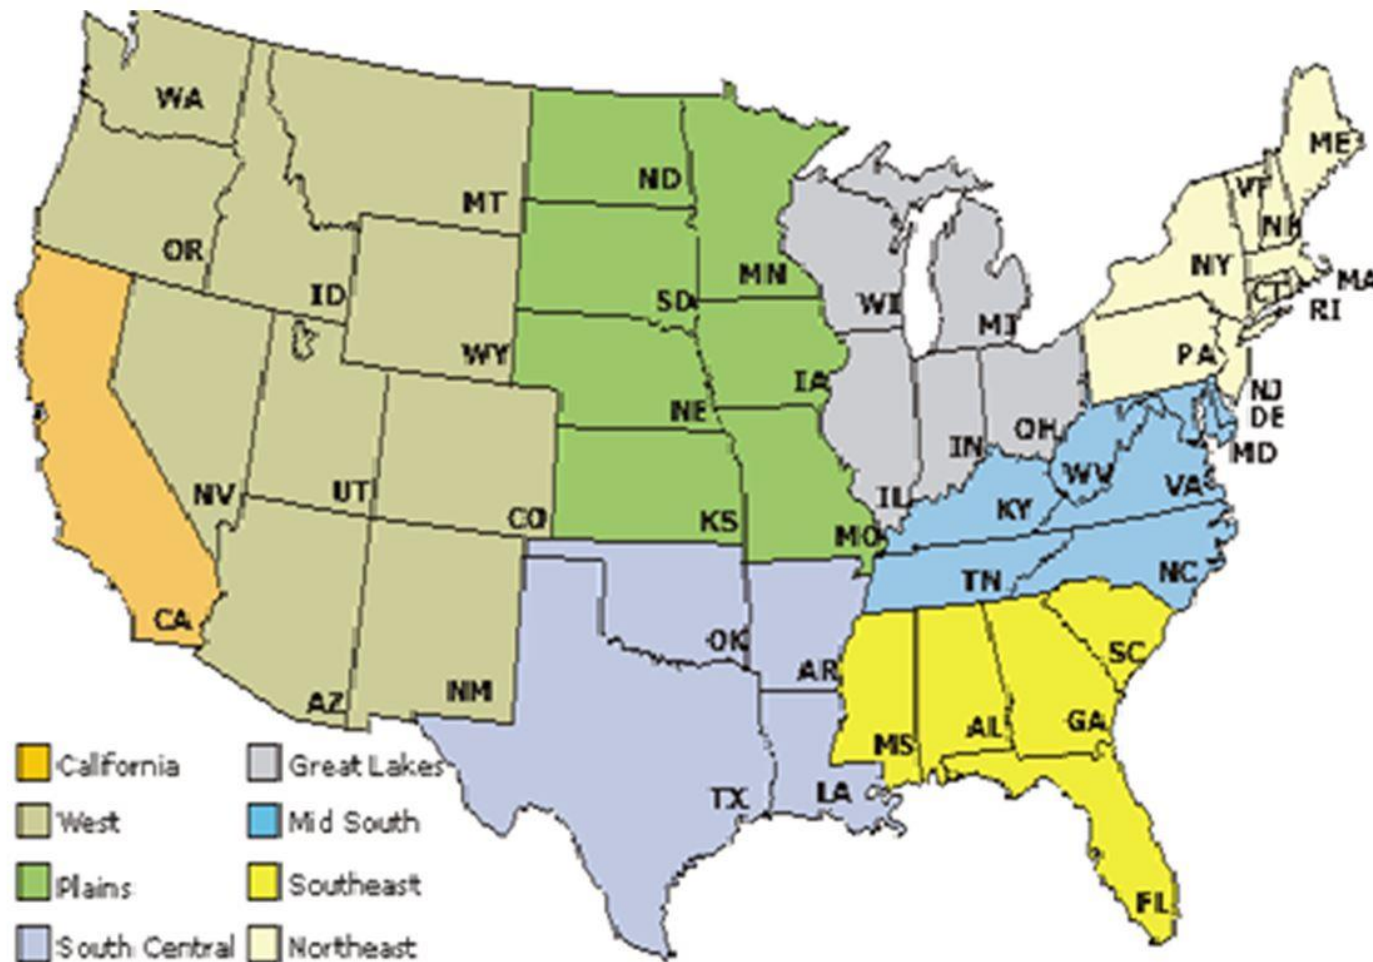 WA
ME
MT
ND
VT
NH
OR
MN
NY
MA
ID
SD
WI
CT
RI
MI
WY
PA
IA
NJ
NE
DE
OH
IN
MD
WV
VA
NV
UT
CO
KS
IL
KY
MO
TN
NC
CA
OK
AR
SC
AZ
NM
GA
AL
MS
TX
LA
FL
California
Great Lakes
West
Mid South
Plains
Southeast
South Central
Northeast